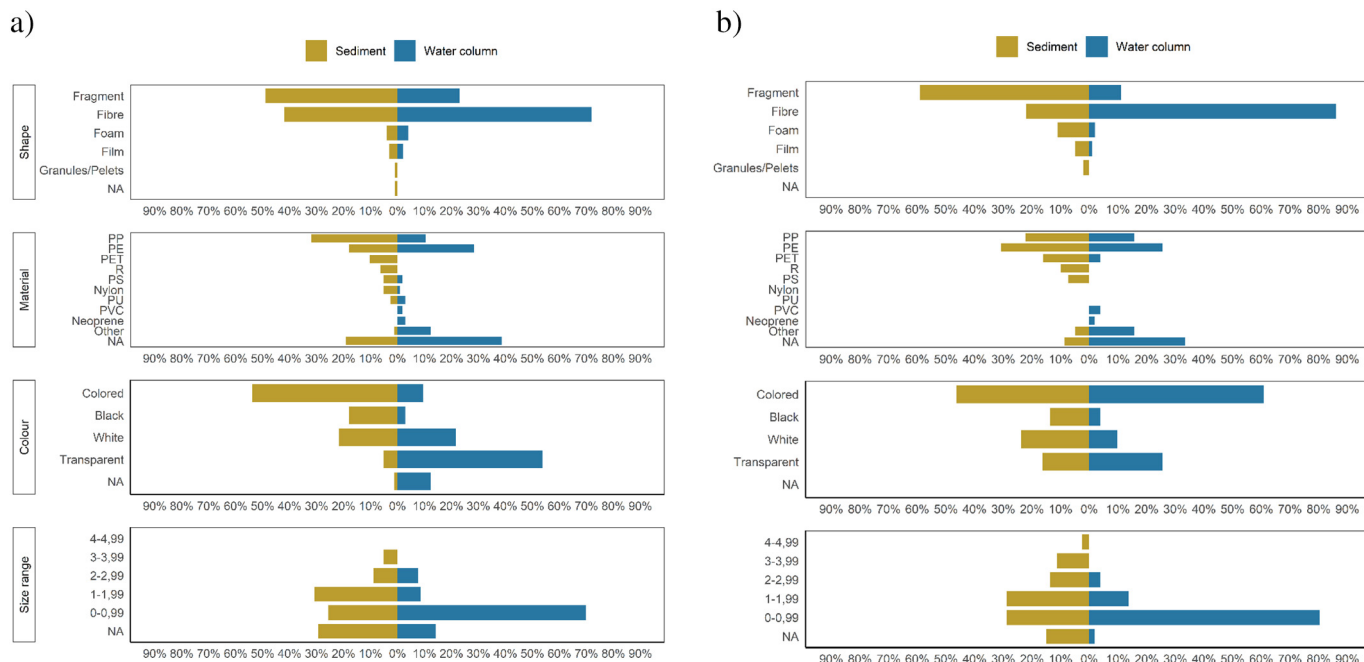 a)
Sediment Water column
Shape
Fragment
Fibre
Foam
Film
Granules/Pelets
NA
90% 80% 70% 60% 50% 40% 30% 20% 10% 0% 10% 20% 30% 40% 50% 60% 70% 80% 90%
Material
PP
PE
PET
R
PS
Nylon
PU
PVC
Neoprene
Other
NA
90% 80% 70% 60% 50% 40% 30% 20% 10% 0% 10% 20% 30% 40% 50% 60% 70% 80% 90%
Colour
Colored
Black
White
Transparent
NA
90% 80% 70% 60% 50% 40% 30% 20% 10% 0% 10% 20% 30% 40% 50% 60% 70% 80% 90%
Size range
4-4,99
3-3,99
2-2,99
1-1,99
0-0,99
NA
90% 80% 70% 60% 50% 40% 30% 20% 10% 0% 10% 20% 30% 40% 50% 60% 70% 80% 90%
b)
Sediment Water column
Fragment
Fibre
Foam
Film
Granules/Pelets
NA
90% 80% 70% 60% 50% 40% 30% 20% 10% 0% 10% 20% 30% 40% 50% 60% 70% 80% 90%
PP
PE
PET
R
PS
Nylon
PU
PVC
Neoprene
Other
NA
90% 80% 70% 60% 50% 40% 30% 20% 10% 0% 10% 20% 30% 40% 50% 60% 70% 80% 90%
Colored
Black
White
Transparent
NA
90% 80% 70% 60% 50% 40% 30% 20% 10% 0% 10% 20% 30% 40% 50% 60% 70% 80% 90%
4-4,99
3-3,99
2-2,99
1-1,99
0-0,99
NA
90% 80% 70% 60% 50% 40% 30% 20% 10% 0% 10% 20% 30% 40% 50% 60% 70% 80% 90%